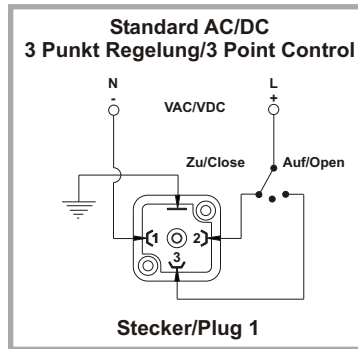 Standard AC/DC
3 Punkt Regelung/3 Point Control
N L
- +
VAC/VDC
Zu/Close Auf/Open
1 2
3
Stecker/Plug 1